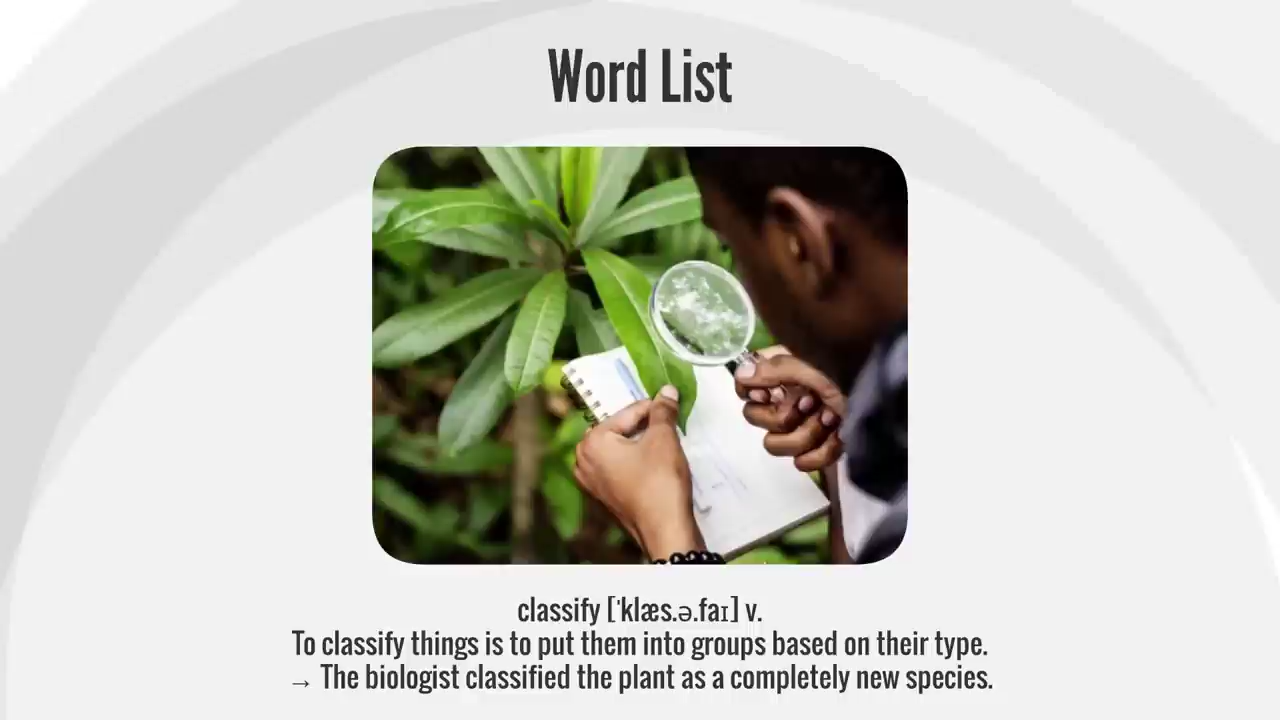 Word List
classify [ˈklæs.ə.faɪ] v.
To classify things is to put them into groups based on their type.
→ The biologist classified the plant as a completely new species.